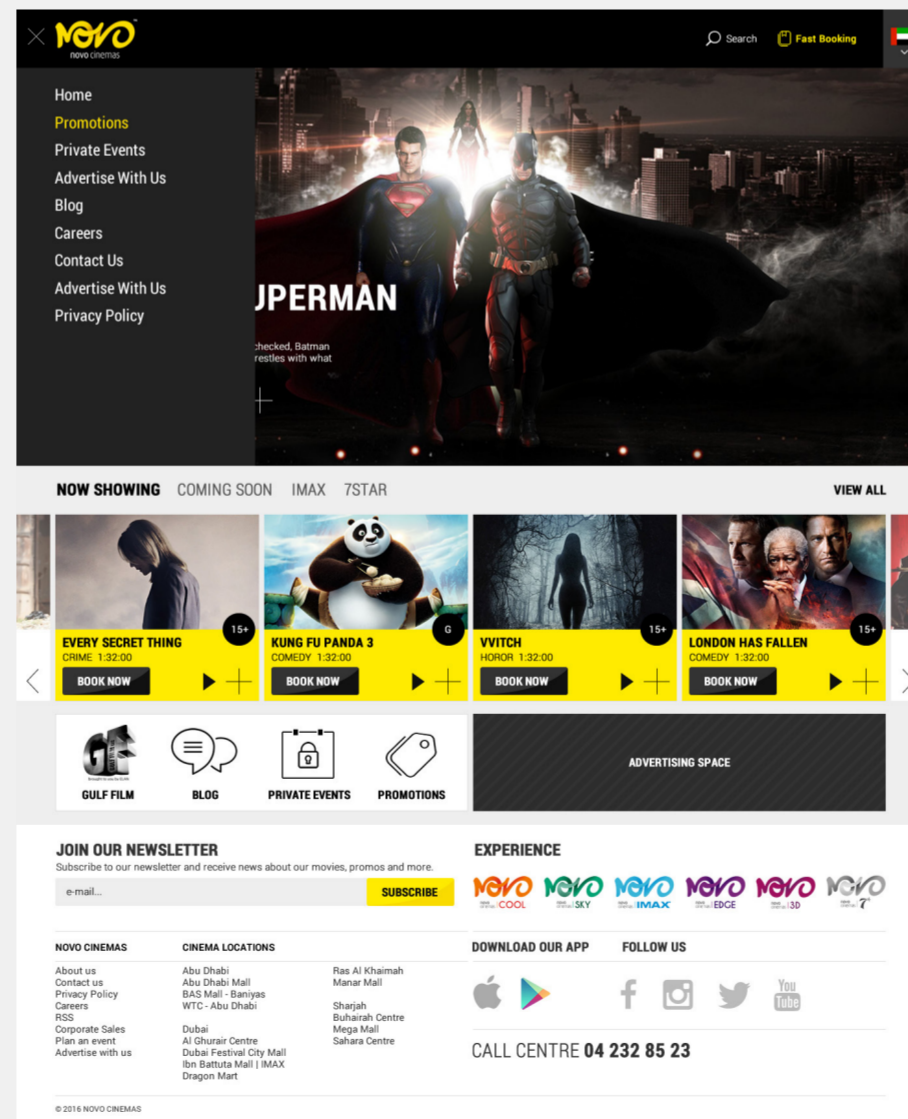 NOVO
novo cinemas
Search
Fast Booking
Home
Promotions
Private Events
Advertise With Us
Blog
Careers
Contact Us
Advertise With Us
Privacy Policy
UPERMAN
checked, Batman
restles with what
NOW SHOWING COMING SOON IMAX 7STAR VIEW ALL
15+
EVERY SECRET THING
CRIME 1:32:00
BOOK NOW
G
KUNG FU PANDA 3
COMEDY 1:32:00
BOOK NOW
15+
VVITCH
HOROR 1:32:00
BOOK NOW
15+
LONDON HAS FALLEN
COMEDY 1:32:00
BOOK NOW
GF
GULF FILM
BLOG
PRIVATE EVENTS
PROMOTIONS
ADVERTISING SPACE
JOIN OUR NEWSLETTER
Subscribe to our newsletter and receive news about our movies, promos and more.
e-mail...
SUBSCRIBE
EXPERIENCE
NOVO COOL
NOVO SKY
NOVO IMAX
NOVO EDGE
NOVO 3D
NOVO 7
NOVO CINEMAS
About us
Contact us
Privacy Policy
Careers
RSS
Corporate Sales
Plan an event
Advertise with us
CINEMA LOCATIONS
Abu Dhabi
Abu Dhabi Mall
BAS Mall - Baniyas
WTC - Abu Dhabi
Dubai
Al Ghurair Centre
Dubai Festival City Mall
Ibn Battuta Mall | IMAX
Dragon Mart
Ras Al Khaimah
Manar Mall
Sharjah
Buhairah Centre
Mega Mall
Sahara Centre
DOWNLOAD OUR APP
FOLLOW US
You
Tube
CALL CENTRE 04 232 85 23
© 2016 NOVO CINEMAS